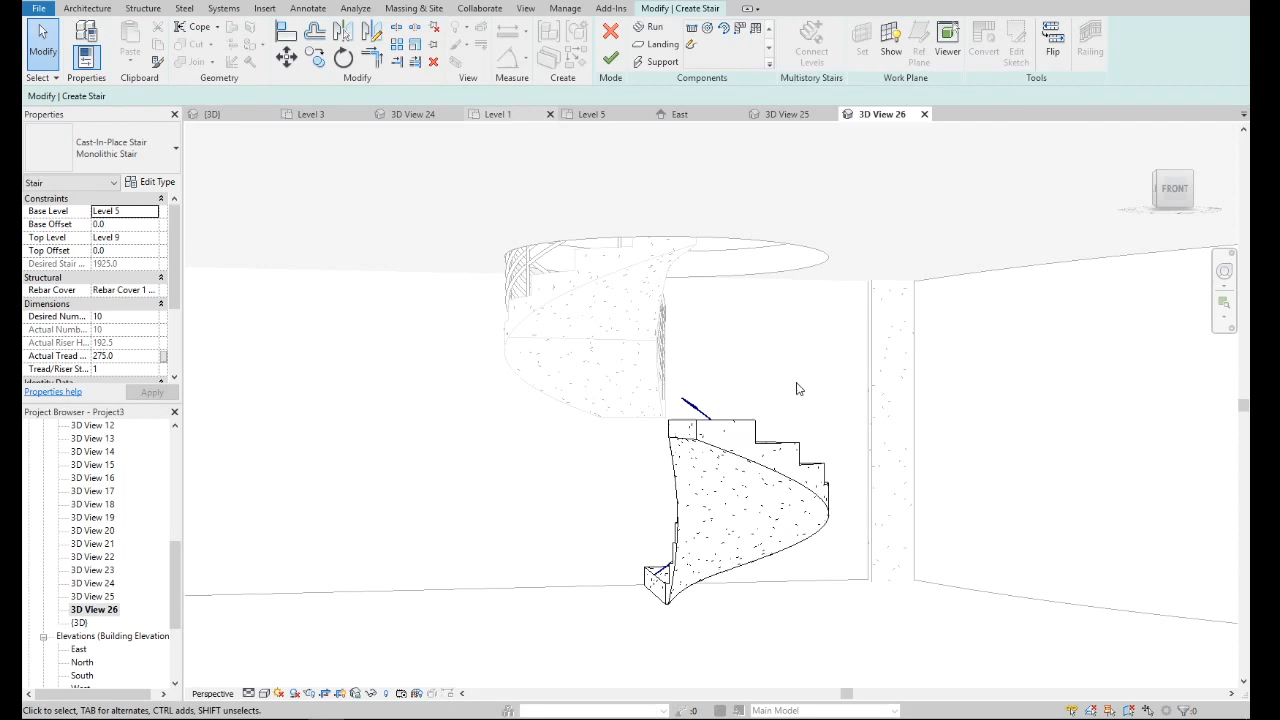 File Architecture Structure Steel Systems Insert Annotate Analyze Massing & Site Collaborate View Manage Add-Ins Modify | Create Stair
Modify
Select
Properties
Paste
Clipboard
Cope
Cut
Join
Geometry
Modify
View
Measure
Create
Mode
Run
Landing
Support
Components
Connect Levels
Multistory Stairs
Set
Show
Ref Plane
Viewer
Work Plane
Convert
Edit Sketch
Flip
Railing
Tools
Modify | Create Stair
Properties
{3D} Level 3 3D View 24 Level 1 Level 5 East 3D View 25 3D View 26
Cast-In-Place Stair
Monolithic Stair
Stair Edit Type
Constraints
Base Level Level 5
Base Offset 0.0
Top Level Level 9
Top Offset 0.0
Desired Stair ... 1925.0
Structural
Rebar Cover Rebar Cover 1 ...
Dimensions
Desired Num... 10
Actual Numb... 10
Actual Riser H... 192.5
Actual Tread ... 275.0
Tread/Riser St... 1
Identity Data
Properties help Apply
Project Browser - Project3
3D View 12
3D View 13
3D View 14
3D View 15
3D View 16
3D View 17
3D View 18
3D View 19
3D View 20
3D View 21
3D View 22
3D View 23
3D View 24
3D View 25
3D View 26
{3D}
Elevations (Building Elevation
East
North
South
West
FRONT
Perspective
Click to select, TAB for alternates, CTRL adds, SHIFT unselects.
:0
Main Model
:0